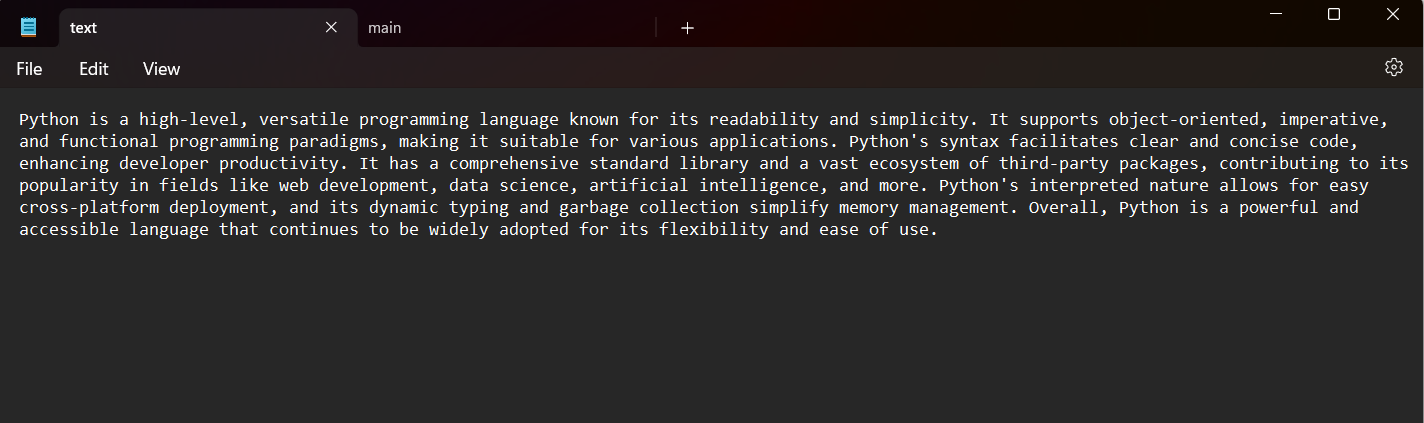 text
main
File Edit View
Python is a high-level, versatile programming language known for its readability and simplicity. It supports object-oriented, imperative,
and functional programming paradigms, making it suitable for various applications. Python's syntax facilitates clear and concise code,
enhancing developer productivity. It has a comprehensive standard library and a vast ecosystem of third-party packages, contributing to its
popularity in fields like web development, data science, artificial intelligence, and more. Python's interpreted nature allows for easy
cross-platform deployment, and its dynamic typing and garbage collection simplify memory management. Overall, Python is a powerful and
accessible language that continues to be widely adopted for its flexibility and ease of use.